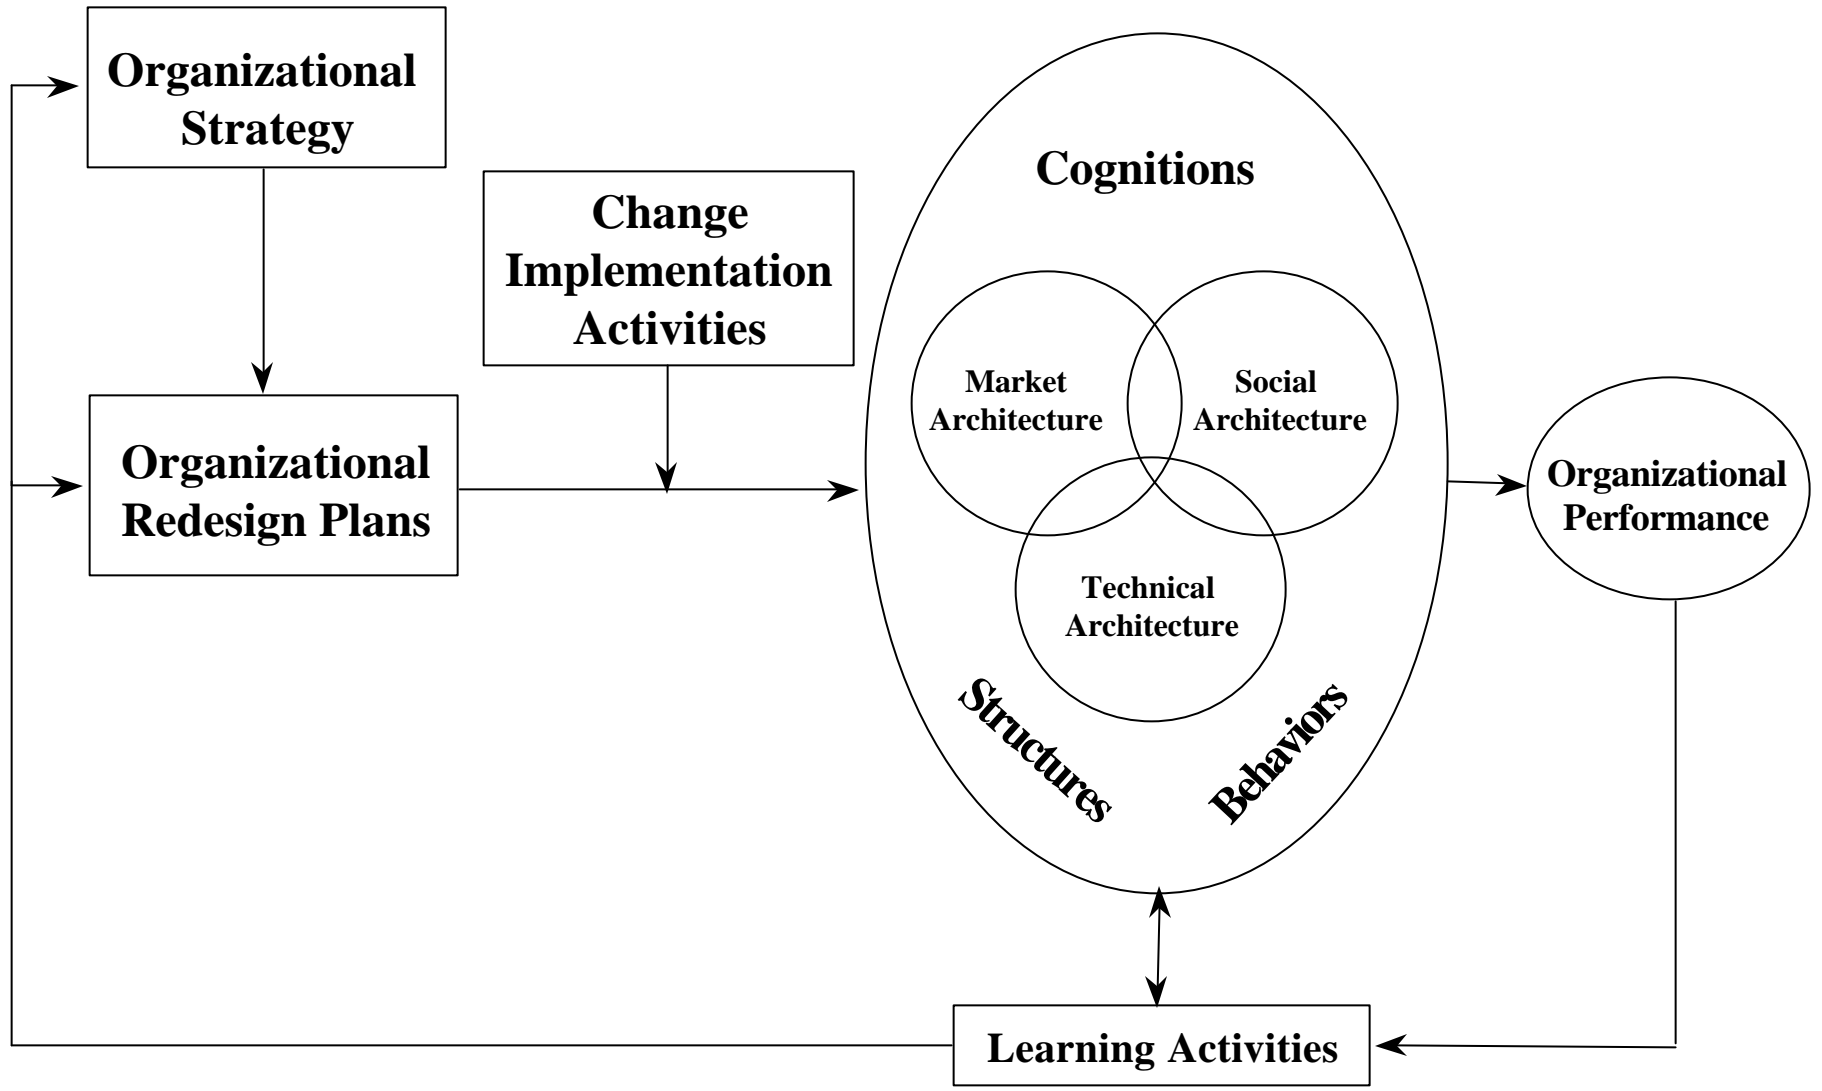 Organizational
Strategy
Change
Implementation
Activities
Organizational
Redesign Plans
Cognitions
Market
Architecture
Social
Architecture
Technical
Architecture
Structures
Behaviors
Organizational
Performance
Learning Activities